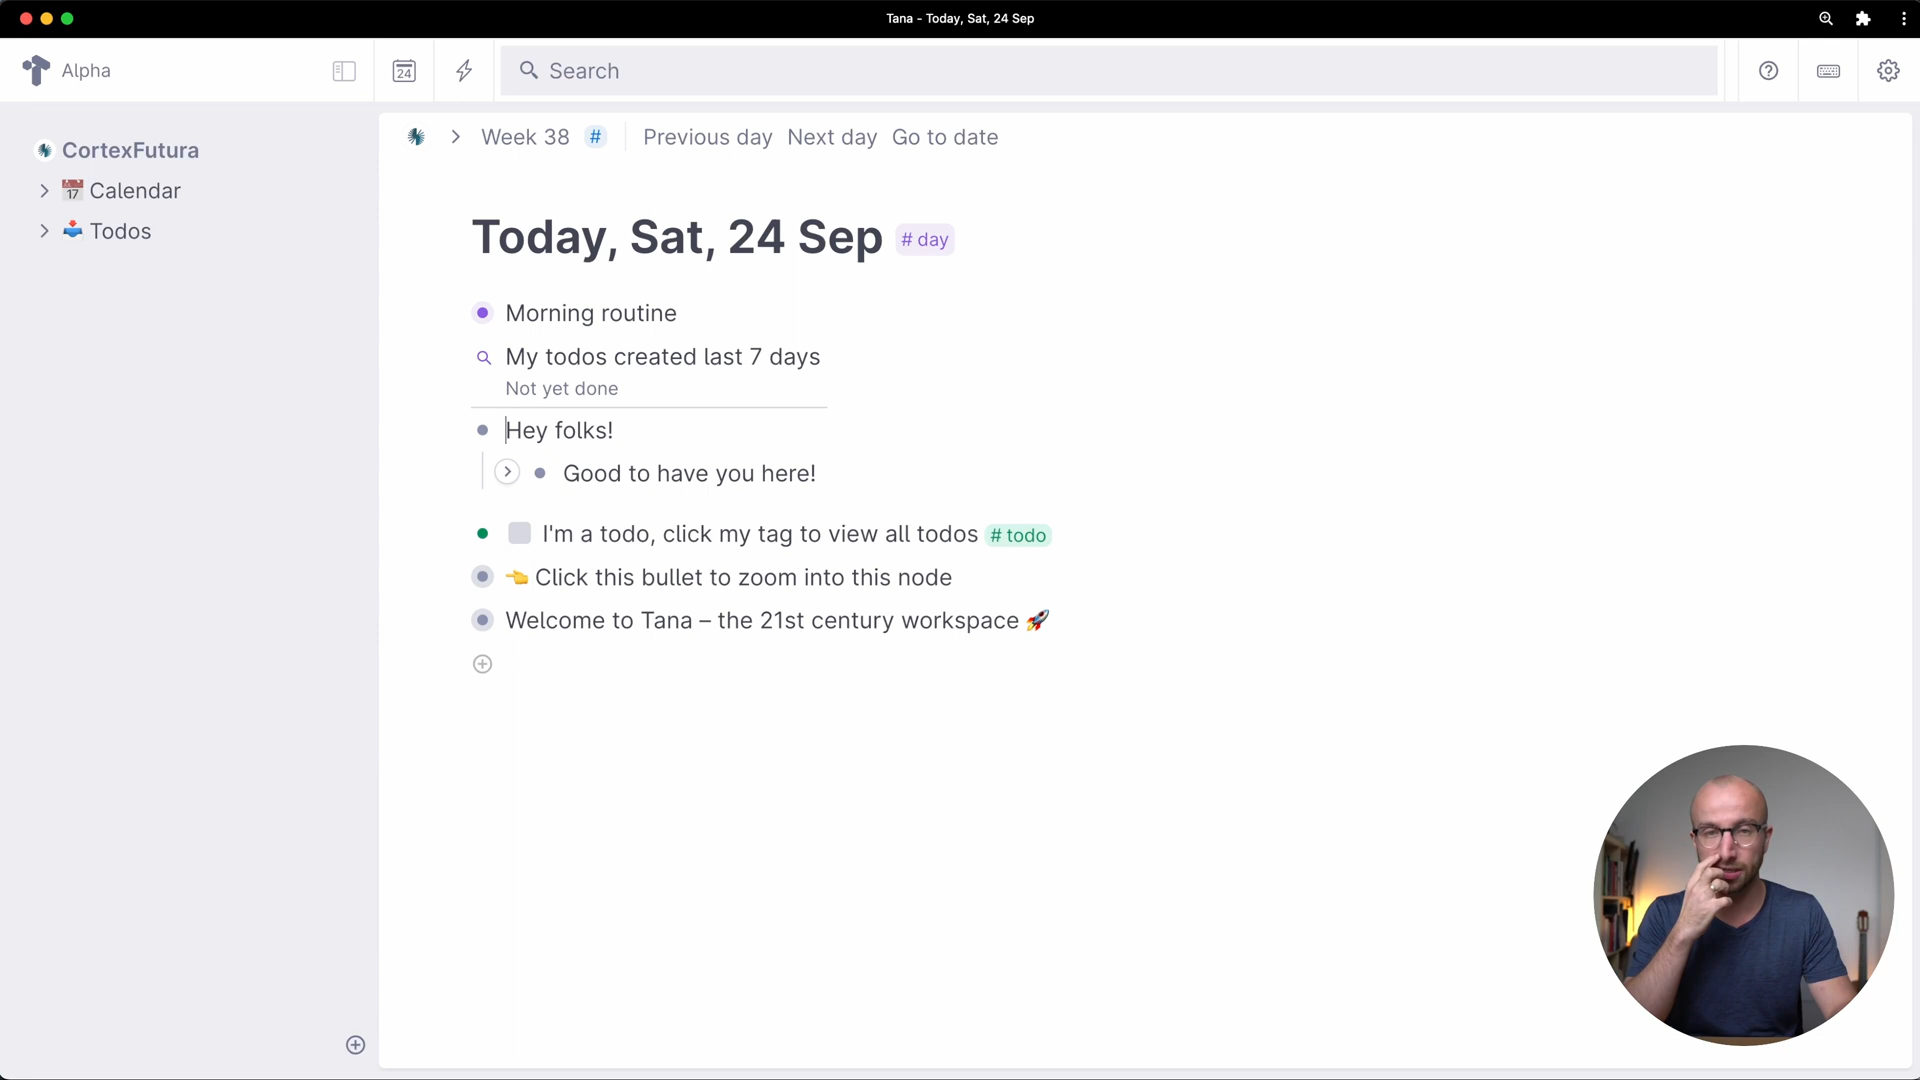 Tana - Today, Sat, 24 Sep
Alpha
24
Search
CortexFutura
17 Calendar
Todos
Week 38 # Previous day Next day Go to date
Today, Sat, 24 Sep # day
Morning routine
My todos created last 7 days
Not yet done
Hey folks!
Good to have you here!
I'm a todo, click my tag to view all todos # todo
👈 Click this bullet to zoom into this node
Welcome to Tana – the 21st century workspace 🚀